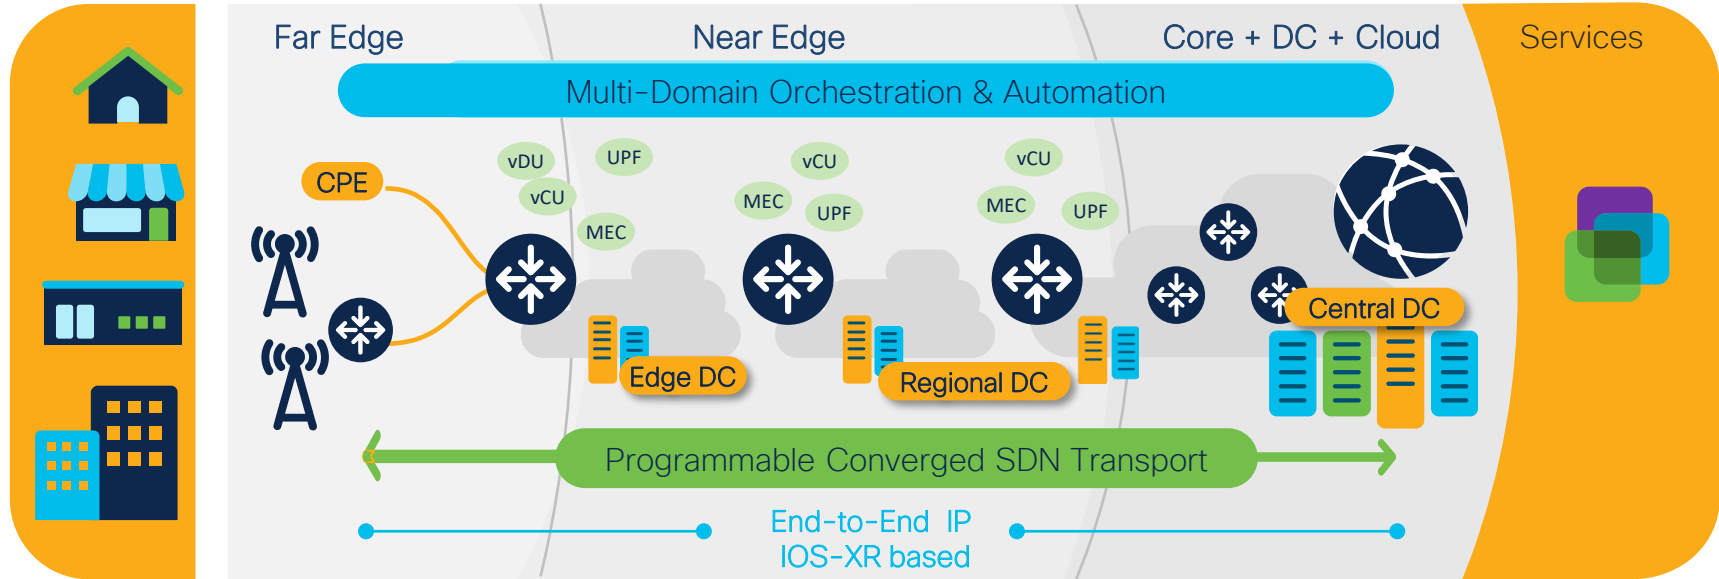 Far Edge
Near Edge
Core + DC + Cloud
Services
Multi-Domain Orchestration & Automation
vDU
UPF
vCU
vCU
CPE
vCU
MEC
MEC
UPF
MEC
UPF
Central DC
Edge DC
Regional DC
Programmable Converged SDN Transport
End-to-End IP
IOS-XR based